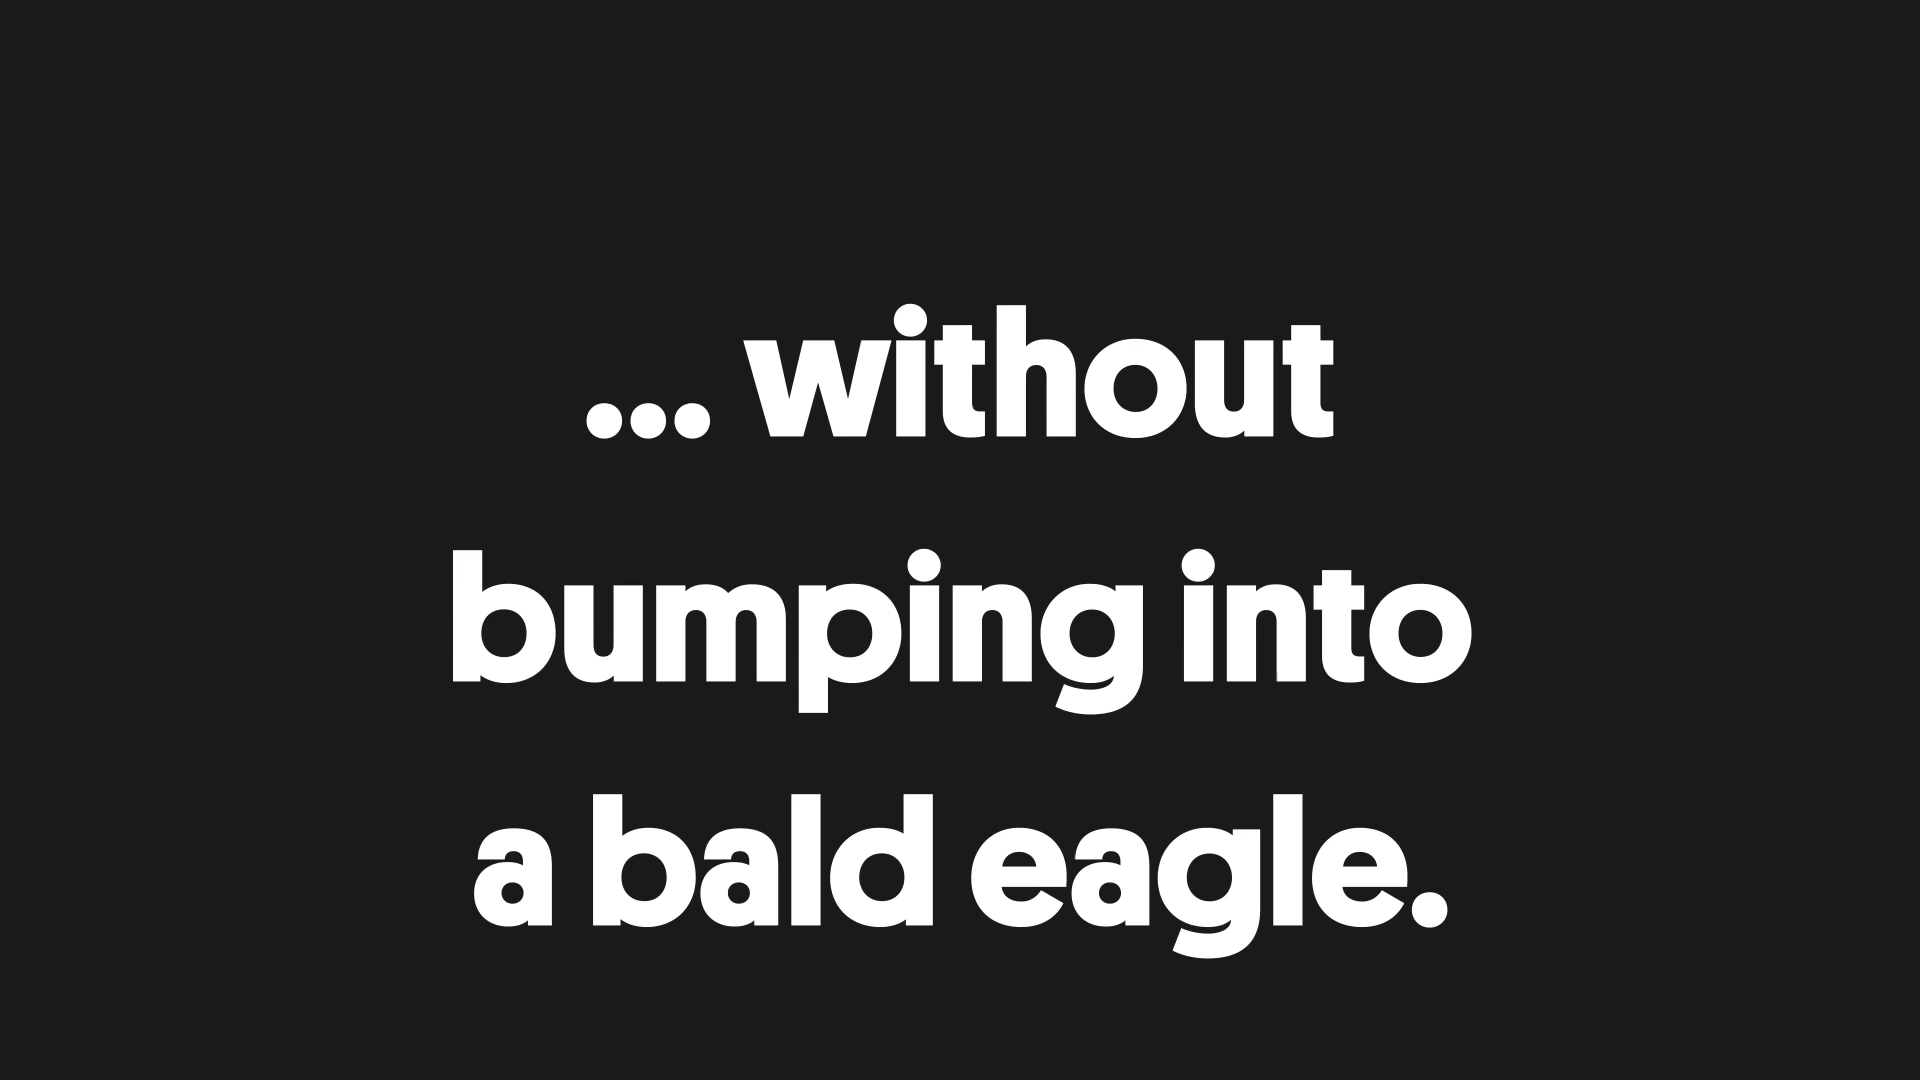 ... without
bumping into
a bald eagle.